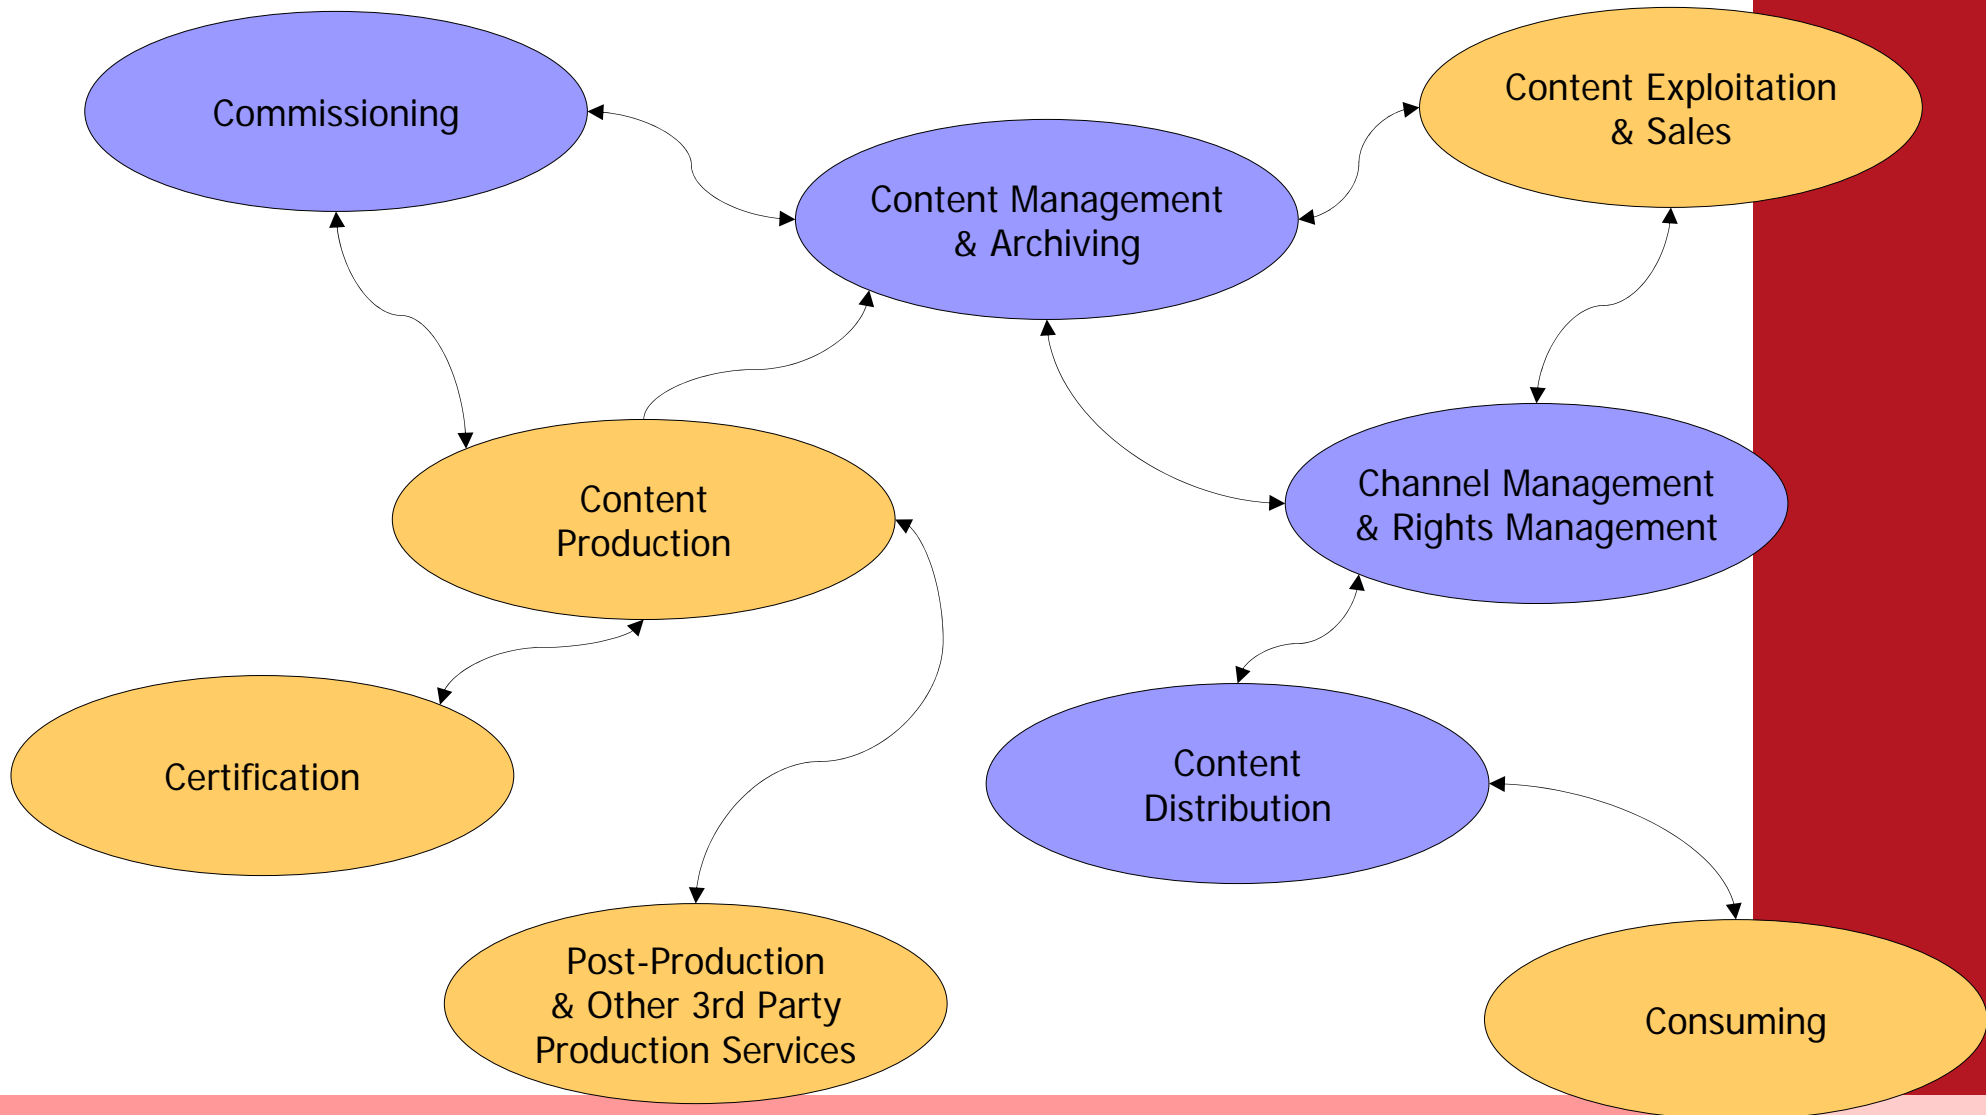 Commissioning
Content Exploitation
& Sales
Content Management
& Archiving
Content
Production
Channel Management
& Rights Management
Certification
Content
Distribution
Post-Production
& Other 3rd Party
Production Services
Consuming